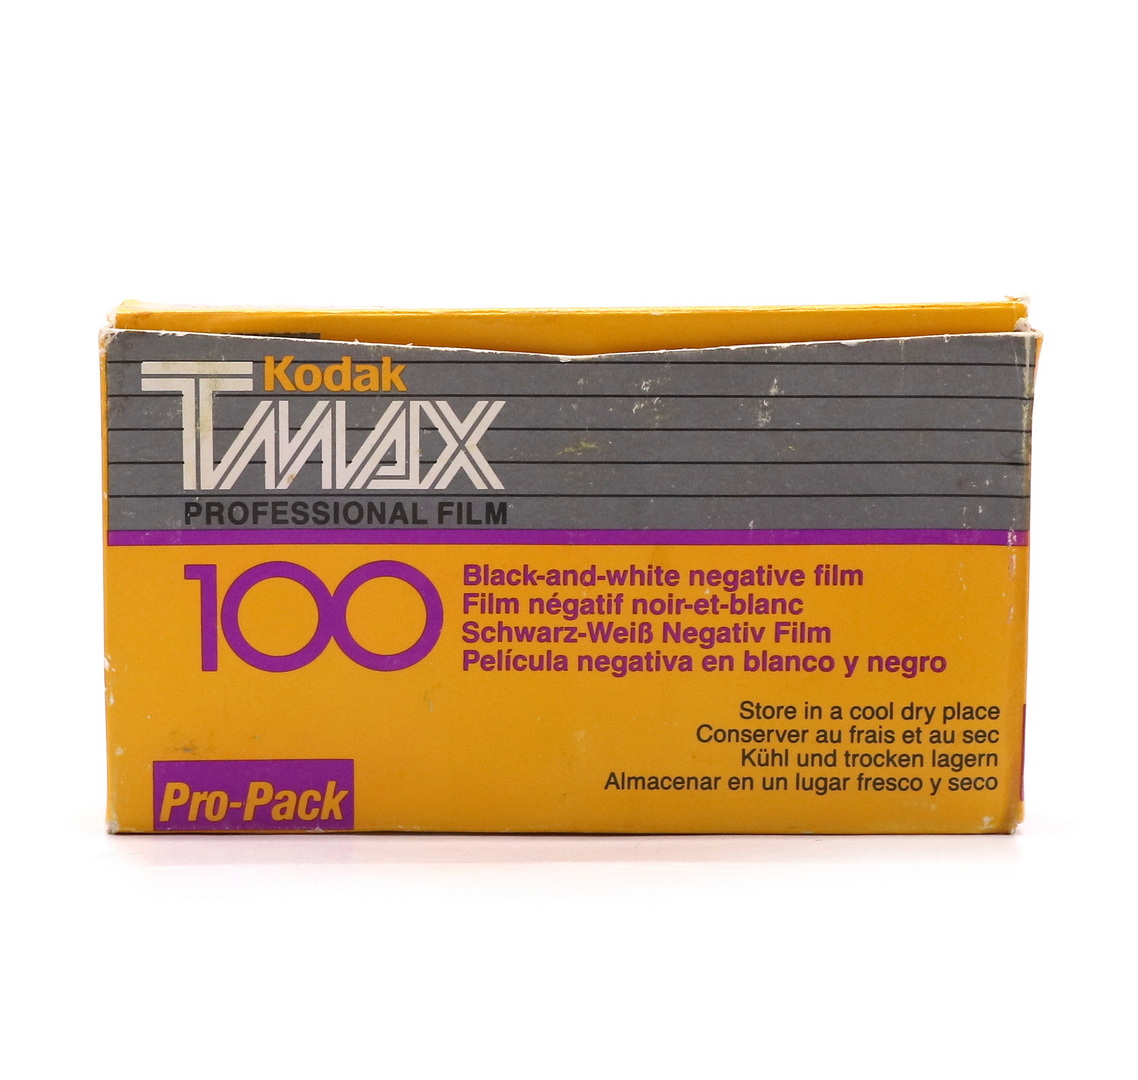 Kodak
TMAX
PROFESSIONAL FILM
100
Black-and-white negative film
Film négatif noir-et-blanc
Schwarz-Weiß Negativ Film
Película negativa en blanco y negro
Store in a cool dry place
Conserver au frais et au sec
Kühl und trocken lagern
Almacenar en un lugar fresco y seco
Pro-Pack